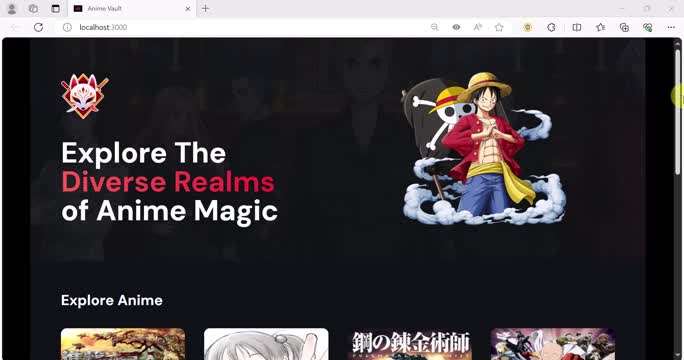 Anime Vault
localhost:3000
Explore The
Diverse Realms
of Anime Magic
Explore Anime
鋼の錬金術師